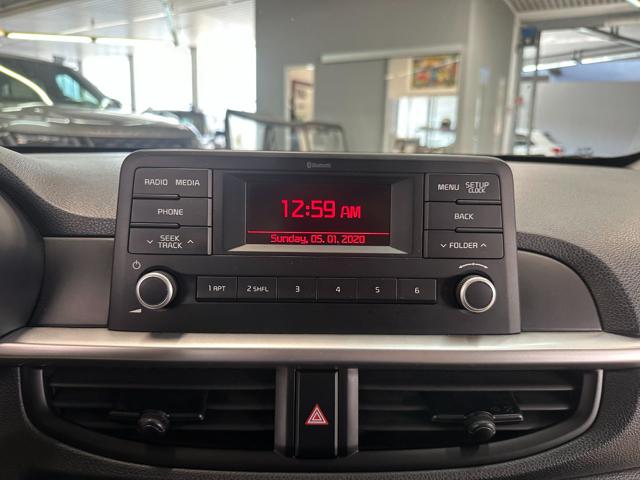 Bluetooth
RADIO MEDIA
PHONE
SEEK
TRACK
12:59 AM
Sunday, 05. 01. 2020
MENU SETUP
CLOCK
BACK
FOLDER
1 RPT 2 SHFL 3 4 5 6